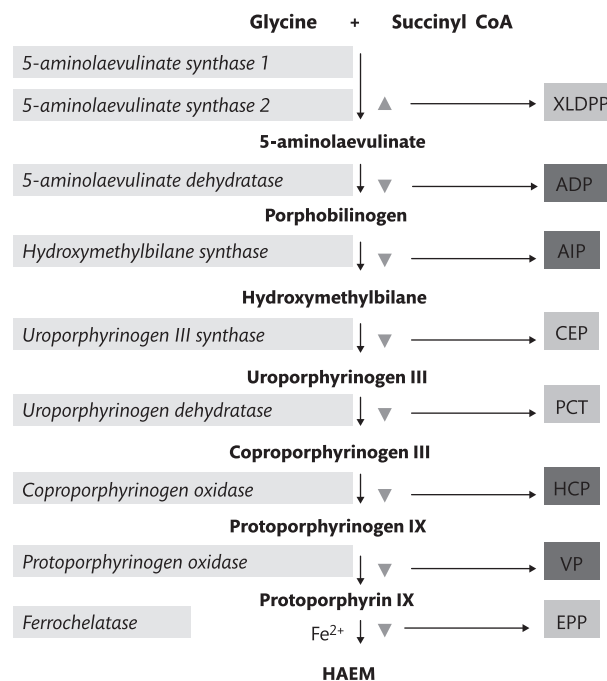 Glycine + Succinyl CoA
5-aminolaevulinate synthase 1
5-aminolaevulinate synthase 2
XLDPP
5-aminolaevulinate
5-aminolaevulinate dehydratase
ADP
Porphobilinogen
Hydroxymethylbilane synthase
AIP
Hydroxymethylbilane
Uroporphyrinogen III synthase
CEP
Uroporphyrinogen III
Uroporphyrinogen dehydratase
PCT
Coproporphyrinogen III
Coproporphyrinogen oxidase
HCP
Protoporphyrinogen IX
Protoporphyrinogen oxidase
VP
Protoporphyrin IX
Ferrochelatase
Fe²⁺
EPP
HAEM